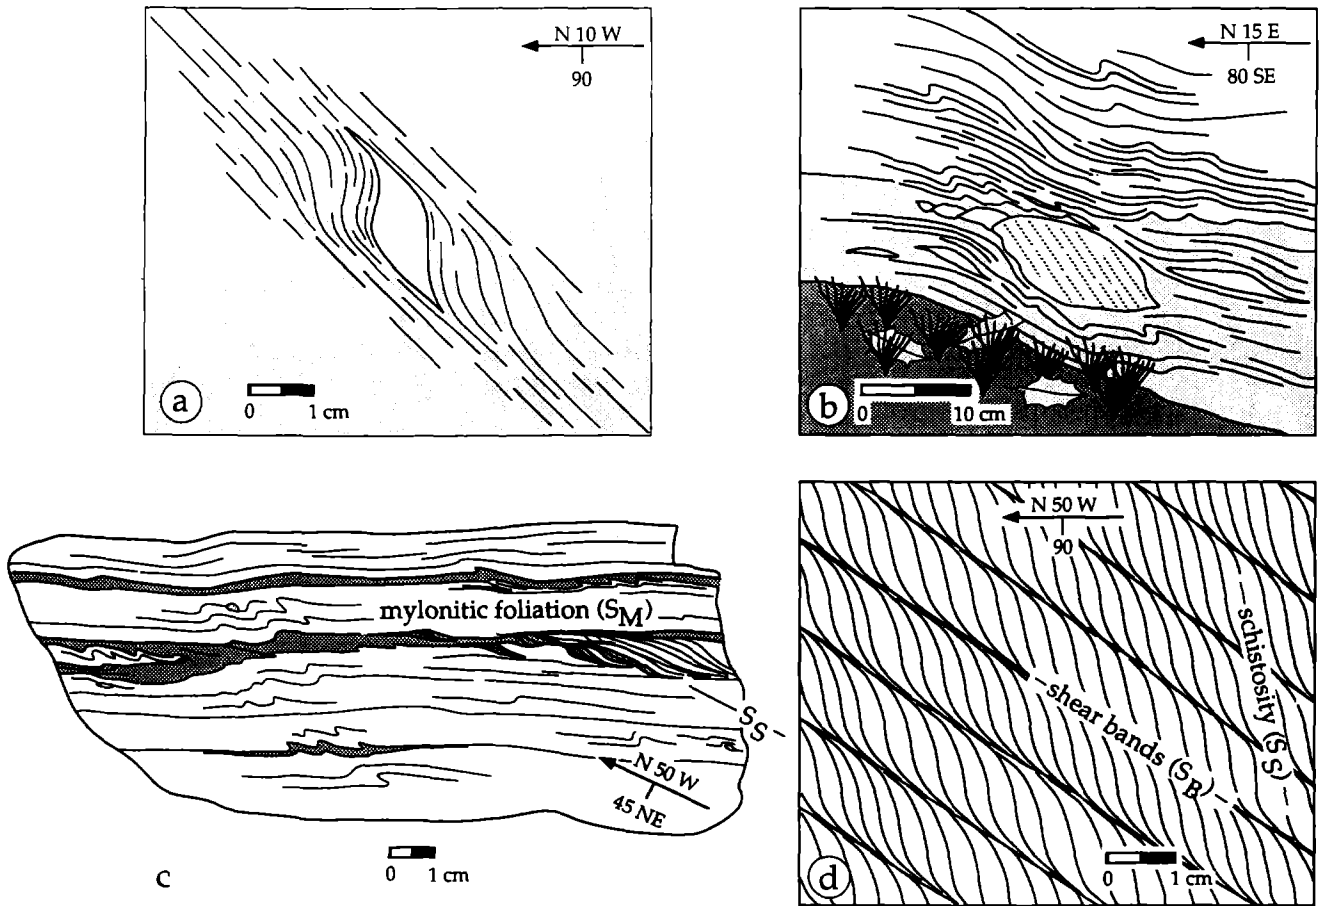 N 10 W
90
a
0 1 cm
N 15 E
80 SE
b
0 10 cm
mylonitic foliation (SM)
SS
N 50 W
45 NE
c
0 1 cm
N 50 W
90
schistosity (SS)
shear bands (SB)
d
0 1 cm